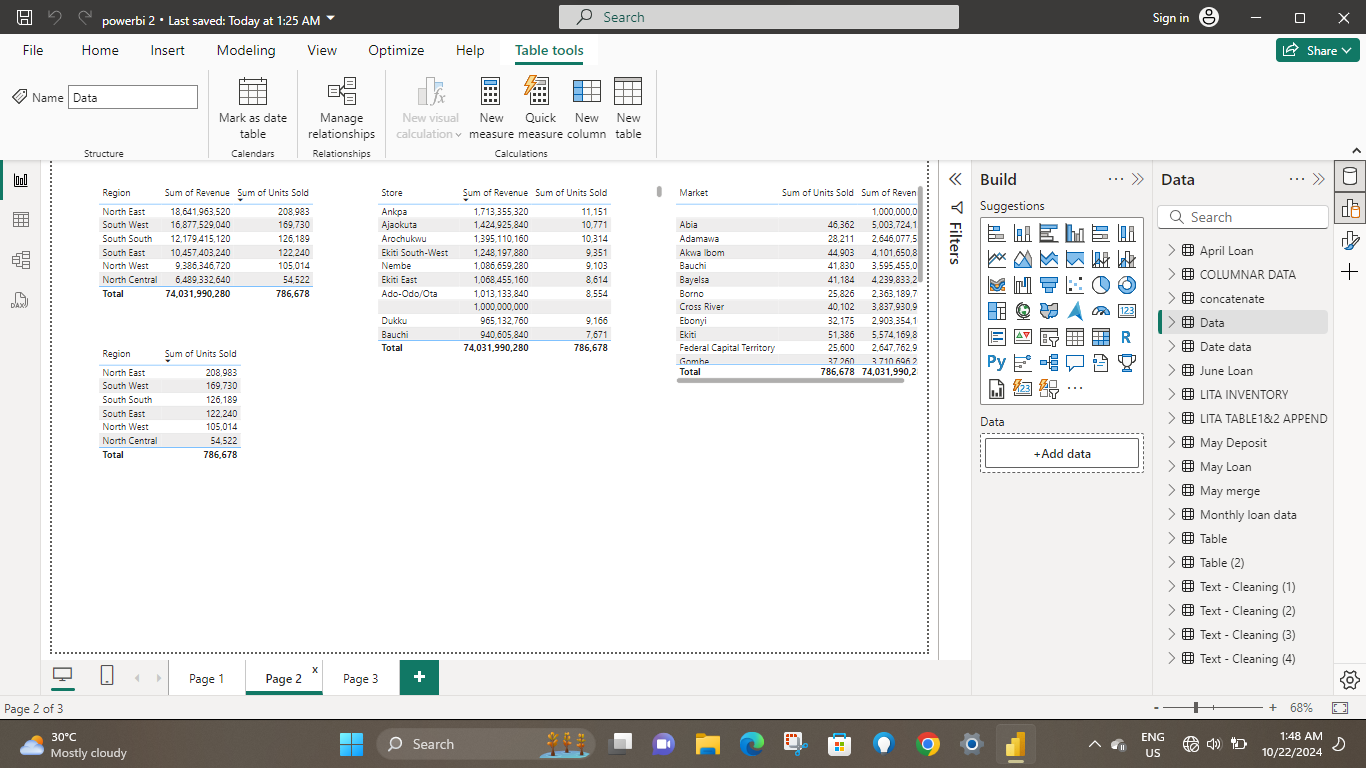 powerbi 2 • Last saved: Today at 1:25 AM
Search
Sign in
File Home Insert Modeling View Optimize Help Table tools
Share
Name Data
Mark as date table
Manage relationships
New visual calculation
New measure
Quick measure
New column
New table
Structure Calendars Relationships Calculations
Region Sum of Revenue Sum of Units Sold
North East 18,641,963,520 208,983
South West 16,877,529,040 169,730
South South 12,179,415,120 126,189
South East 10,457,403,240 122,240
North West 9,386,346,720 105,014
North Central 6,489,332,640 54,522
Total 74,031,990,280 786,678
Region Sum of Units Sold
North East 208,983
South West 169,730
South South 126,189
South East 122,240
North West 105,014
North Central 54,522
Total 786,678
Store Sum of Revenue Sum of Units Sold
Ankpa 1,713,355,320 11,151
Ajaokuta 1,424,925,840 10,771
Arochukwu 1,395,110,160 10,314
Ekiti South-West 1,248,197,880 9,351
Nembe 1,086,659,280 9,103
Ekiti East 1,068,455,160 8,614
Ado-Odo/Ota 1,013,133,840 8,554
1,000,000,000
Dukku 965,132,760 9,166
Bauchi 940,605,840 7,671
Total 74,031,990,280 786,678
Market Sum of Units Sold Sum of Reven
1,000,000,0
Abia 46,362 5,003,724,1
Adamawa 28,211 2,646,077,5
Akwa Ibom 44,903 4,101,650,8
Bauchi 41,830 3,595,455,0
Bayelsa 41,184 4,239,833,2
Borno 25,826 2,363,189,7
Cross River 40,102 3,837,930,9
Ebonyi 32,175 2,903,354,1
Ekiti 51,386 5,574,169,8
Federal Capital Territory 25,600 2,647,762,9
Gombe 37,260 3,710,696,2
Total 786,678 74,031,990,2
Filters
Build
Suggestions
123
R
Py
123
Data
+Add data
Data
Search
April Loan
COLUMNAR DATA
concatenate
Data
Date data
June Loan
LITA INVENTORY
LITA TABLE1&2 APPEND
May Deposit
May Loan
May merge
Monthly loan data
Table
Table (2)
Text - Cleaning (1)
Text - Cleaning (2)
Text - Cleaning (3)
Text - Cleaning (4)
Page 1 Page 2 x Page 3 +
Page 2 of 3
- + 68%
30°C
Mostly cloudy
Search
ENG
US
1:48 AM
10/22/2024